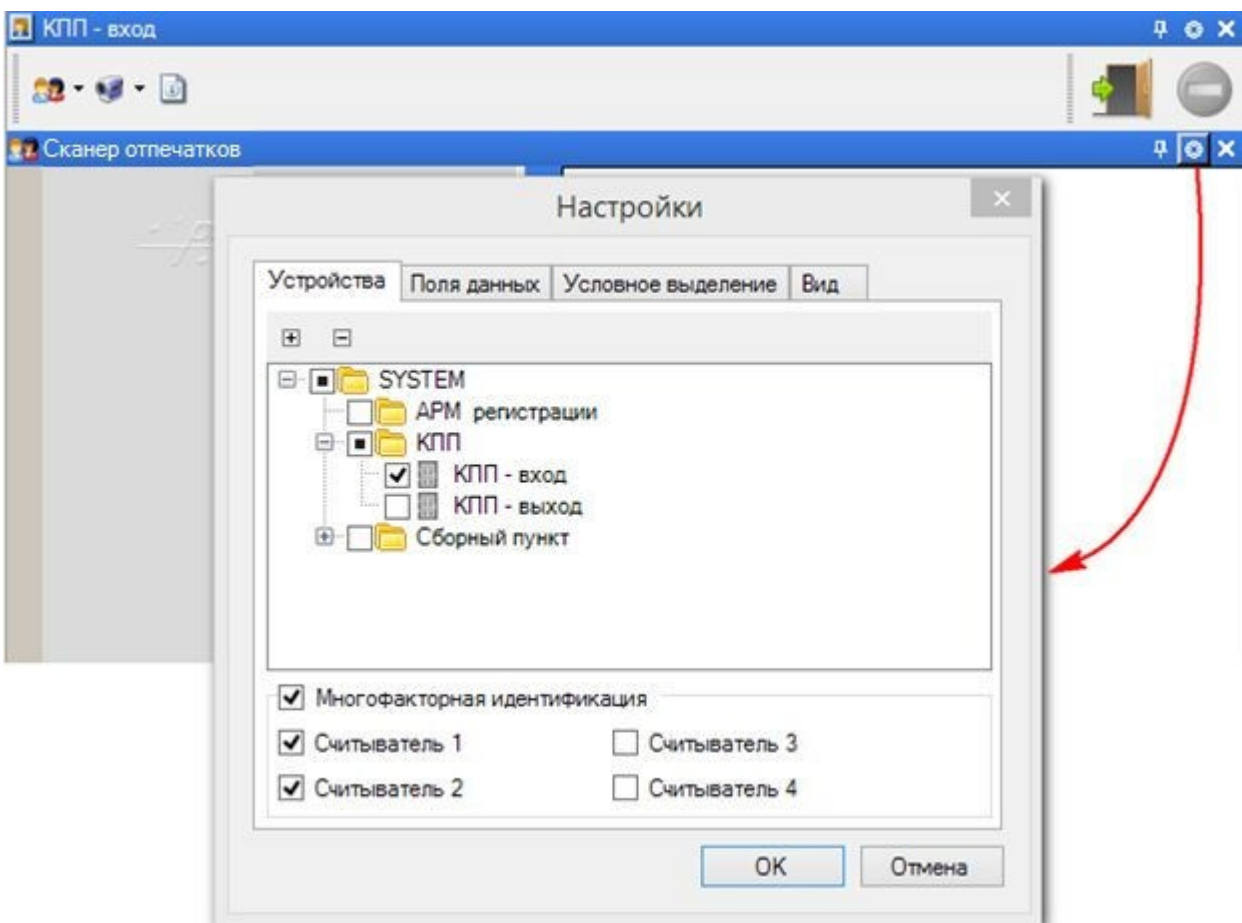 КПП - вход
Сканер отпечатков
Настройки
Устройства Поля данных Условное выделение Вид
SYSTEM
АРМ регистрации
КПП
КПП - вход
КПП - выход
Сборный пункт
Многофакторная идентификация
Считыватель 1 Считыватель 3
Считыватель 2 Считыватель 4
OK Отмена